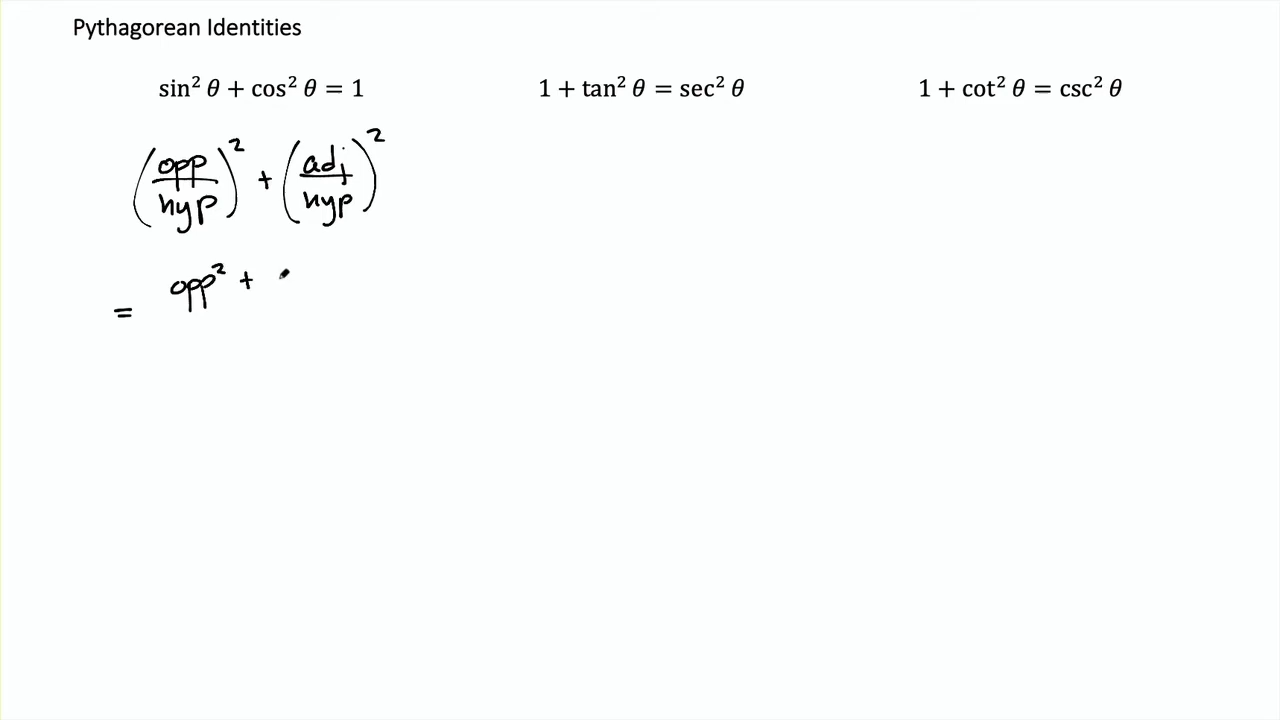 Pythagorean Identities
sin² θ + cos² θ = 1
1 + tan² θ = sec² θ
1 + cot² θ = csc² θ
(opp/hyp)² + (adj/hyp)²
= opp² +